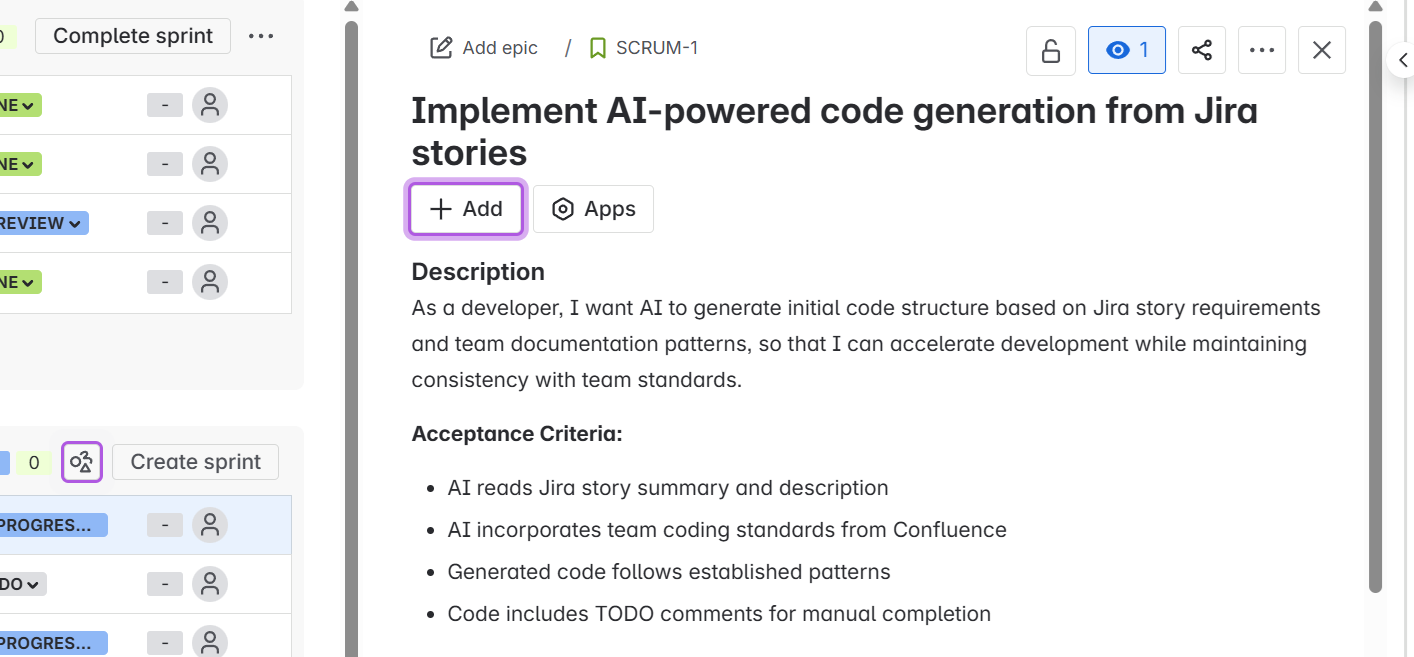 0
Complete sprint
NE
-
NE
-
REVIEW
-
NE
-
0
Create sprint
PROGRES...
-
DO
-
PROGRES...
-
Add epic / SCRUM-1
1
Implement AI-powered code generation from Jira
stories
+ Add
Apps
Description
As a developer, I want AI to generate initial code structure based on Jira story requirements
and team documentation patterns, so that I can accelerate development while maintaining
consistency with team standards.
Acceptance Criteria:
• AI reads Jira story summary and description
• AI incorporates team coding standards from Confluence
• Generated code follows established patterns
• Code includes TODO comments for manual completion